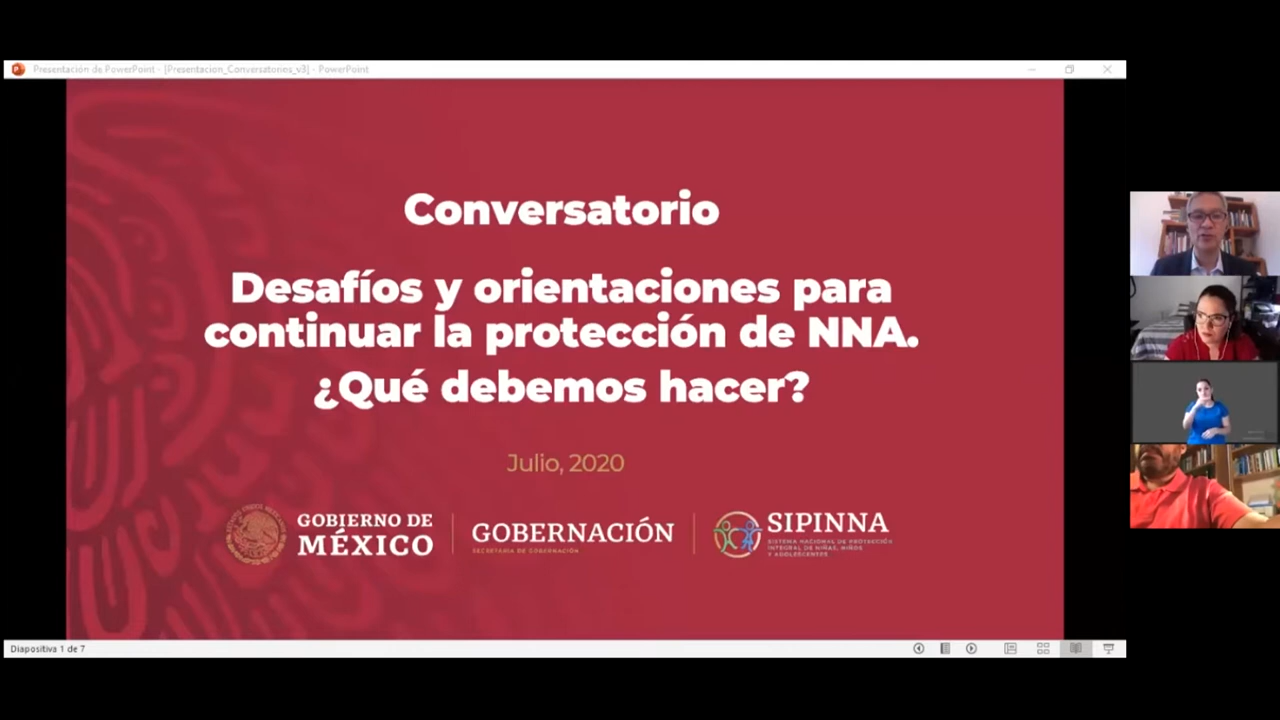 Presentación de PowerPoint - [Presentacion_Conversatorios_v3] - PowerPoint
Conversatorio
Desafíos y orientaciones para
continuar la protección de NNA.
¿Qué debemos hacer?
Julio, 2020
GOBIERNO DE
MÉXICO
GOBERNACIÓN
SECRETARÍA DE GOBERNACIÓN
SIPINNA
SISTEMA NACIONAL DE PROTECCIÓN
INTEGRAL DE NIÑAS, NIÑOS
Y ADOLESCENTES
Diapositiva 1 de 7